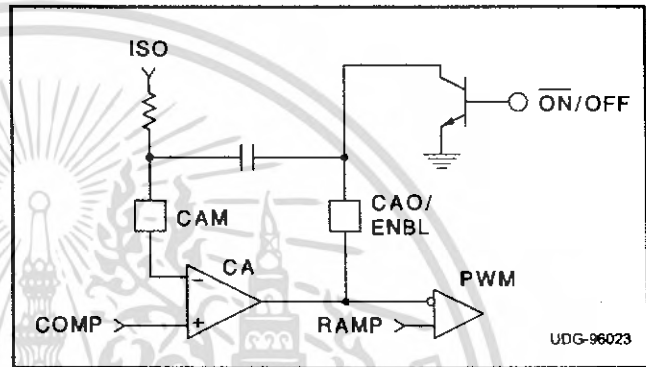 ISO
ON/OFF
CAM
CAO/
ENBL
CA
PWM
COMP
RAMP
−
+
UDG-96023